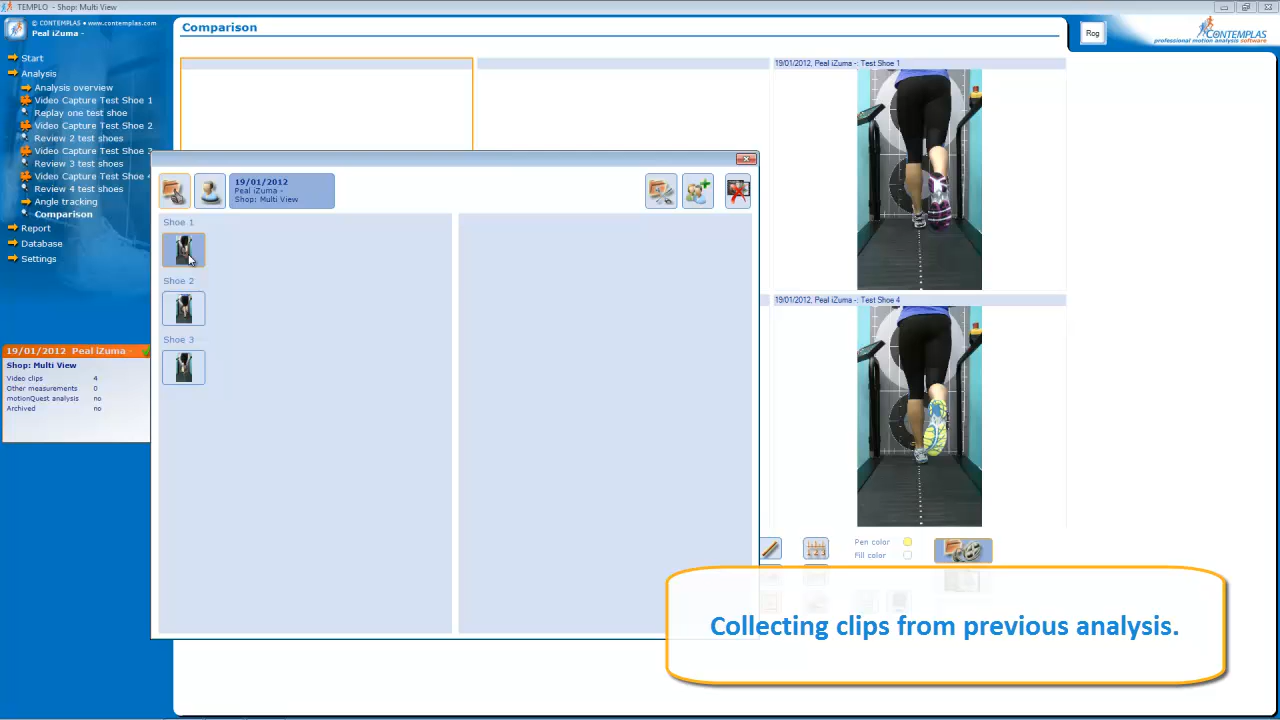 TEMPLO - Shop: Multi View
© CONTEMPLAS • www.contemplas.com
Peal iZuma -
Start
Analysis
Analysis overview
Video Capture Test Shoe 1
Replay one test shoe
Video Capture Test Shoe 2
Review 2 test shoes
Video Capture Test Shoe
Review 3 test shoes
Video Capture Test Shoe
Review 4 test shoes
Angle tracking
Comparison
Report
Database
Settings
19/01/2012 Peal iZuma -
Shop: Multi View
Video clips 4
Other measurements 0
motionQuest analysis no
Archived no
Comparison
Rog
CONTEMPLAS
professional motion analysis software
19/01/2012, Peal iZuma -: Test Shoe 1
19/01/2012
Peal iZuma -
Shop: Multi View
Shoe 1
Shoe 2
Shoe 3
19/01/2012, Peal iZuma -: Test Shoe 4
Pen color
Fill color
Collecting clips from previous analysis.